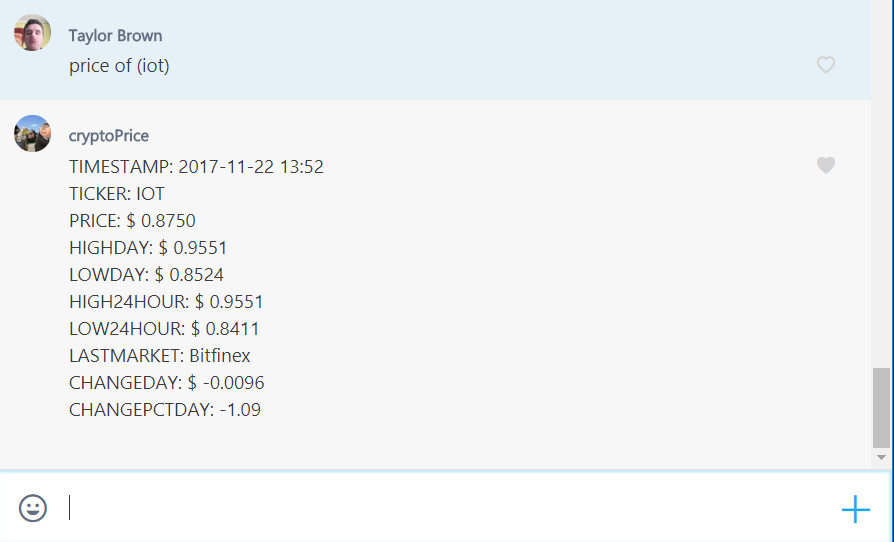 Taylor Brown
price of (iot)
cryptoPrice
TIMESTAMP: 2017-11-22 13:52
TICKER: IOT
PRICE: $ 0.8750
HIGHDAY: $ 0.9551
LOWDAY: $ 0.8524
HIGH24HOUR: $ 0.9551
LOW24HOUR: $ 0.8411
LASTMARKET: Bitfinex
CHANGEDAY: $ -0.0096
CHANGEPCTDAY: -1.09